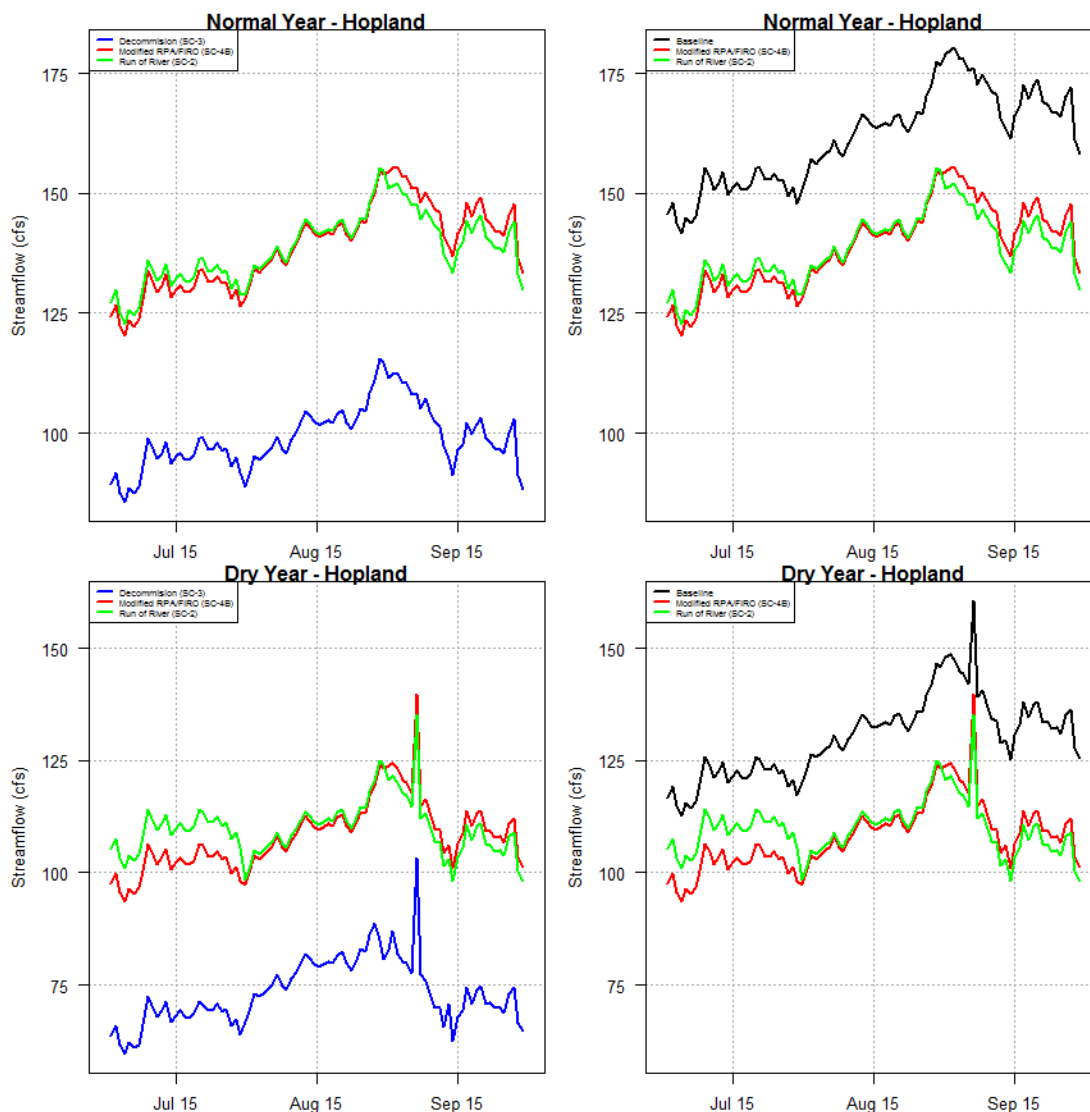 Normal Year - Hopland
Decommision (SC-3)
Modified RPA/FIRO (SC-4B)
Run of River (SC-2)
Streamflow (cfs)
175
150
125
100
Jul 15
Aug 15
Sep 15
Normal Year - Hopland
Baseline
Modified RPA/FIRO (SC-4B)
Run of River (SC-2)
Streamflow (cfs)
175
150
125
100
Jul 15
Aug 15
Sep 15
Dry Year - Hopland
Decommision (SC-3)
Modified RPA/FIRO (SC-4B)
Run of River (SC-2)
Streamflow (cfs)
150
125
100
75
Jul 15
Aug 15
Sep 15
Dry Year - Hopland
Baseline
Modified RPA/FIRO (SC-4B)
Run of River (SC-2)
Streamflow (cfs)
150
125
100
75
Jul 15
Aug 15
Sep 15